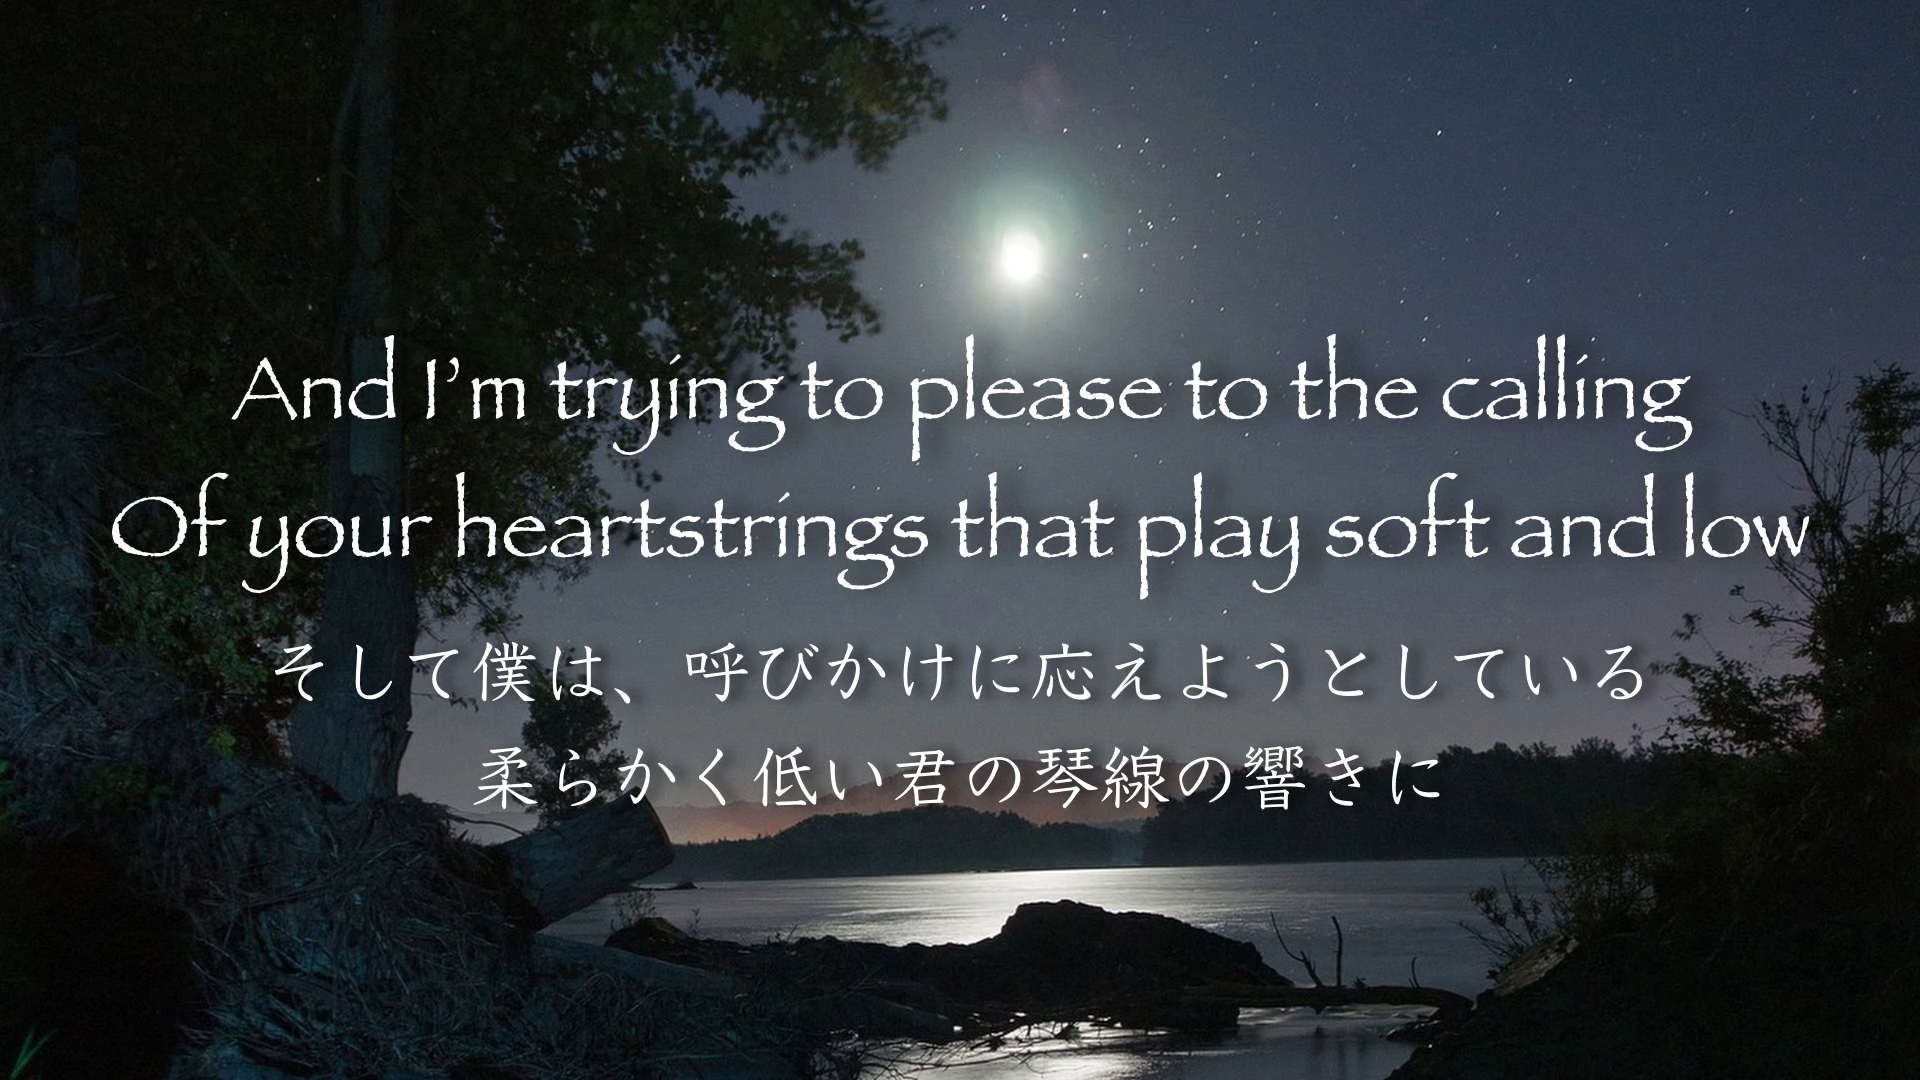 And I’m trying to please to the calling
Of your heartstrings that play soft and low
そして僕は、呼びかけに応えようとしている
柔らかく低い君の琴線の響きに